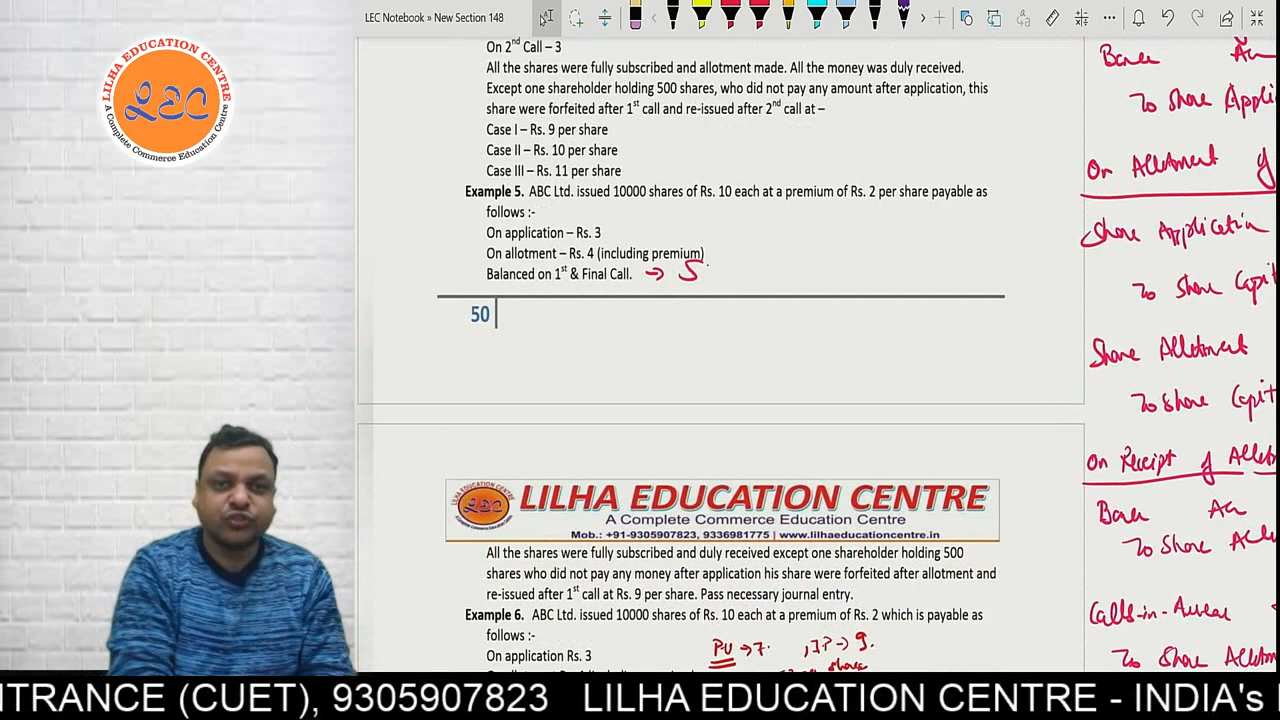 LEC Notebook » New Section 148
LILHA EDUCATION CENTRE
LEC
A Complete Commerce Education Centre
On 2nd Call – 3
All the shares were fully subscribed and allotment made. All the money was duly received.
Except one shareholder holding 500 shares, who did not pay any amount after application, this
share were forfeited after 1st call and re-issued after 2nd call at –
Case I – Rs. 9 per share
Case II – Rs. 10 per share
Case III – Rs. 11 per share
Example 5. ABC Ltd. issued 10000 shares of Rs. 10 each at a premium of Rs. 2 per share payable as
follows :-
On application – Rs. 3
On allotment – Rs. 4 (including premium)
Balanced on 1st & Final Call. → 5
50
LILHA EDUCATION CENTRE
A Complete Commerce Education Centre
Mob.: +91-9305907823, 9336981775 | www.lilhaeducationcentre.in
All the shares were fully subscribed and duly received except one shareholder holding 500
shares who did not pay any money after application his share were forfeited after allotment and
re-issued after 1st call at Rs. 9 per share. Pass necessary journal entry.
Example 6. ABC Ltd. issued 10000 shares of Rs. 10 each at a premium of Rs. 2 which is payable as
follows :-
PU → 7. , IP → 9.
On application Rs. 3
shares
To Share Appli
On Allotment of
Share Application
To Share Capit
Share Allotment
To Share Capit
On Receipt of Allot
To Share Allo
Calls-in-Arrear
To Share Allotm
NTRANCE (CUET), 9305907823 LILHA EDUCATION CENTRE - INDIA's